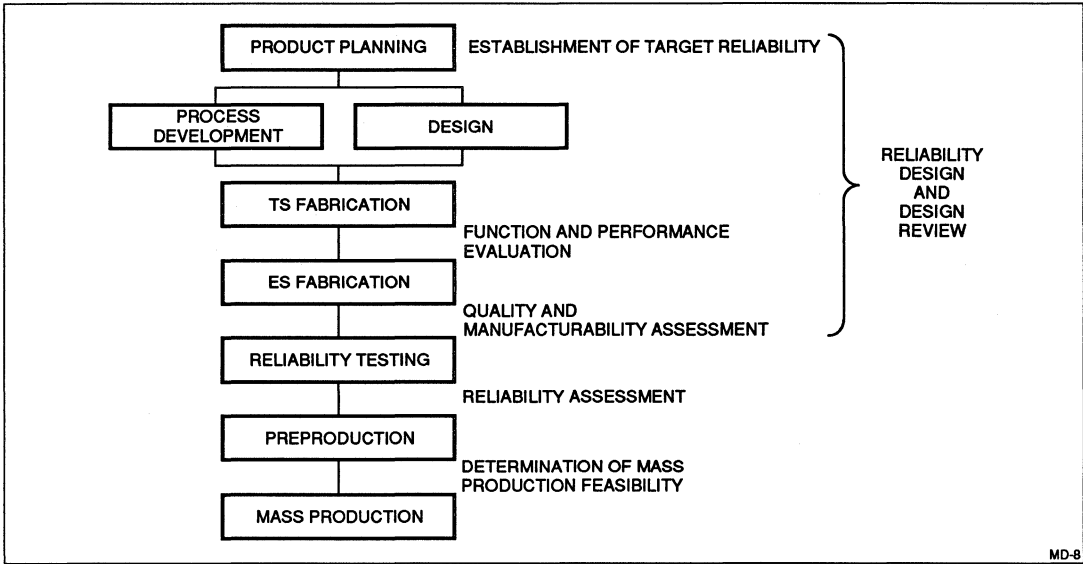 PRODUCT PLANNING
ESTABLISHMENT OF TARGET RELIABILITY
PROCESS
DEVELOPMENT
DESIGN
RELIABILITY
DESIGN
AND
DESIGN
REVIEW
TS FABRICATION
FUNCTION AND PERFORMANCE
EVALUATION
ES FABRICATION
QUALITY AND
MANUFACTURABILITY ASSESSMENT
RELIABILITY TESTING
RELIABILITY ASSESSMENT
PREPRODUCTION
DETERMINATION OF MASS
PRODUCTION FEASIBILITY
MASS PRODUCTION
MD-8